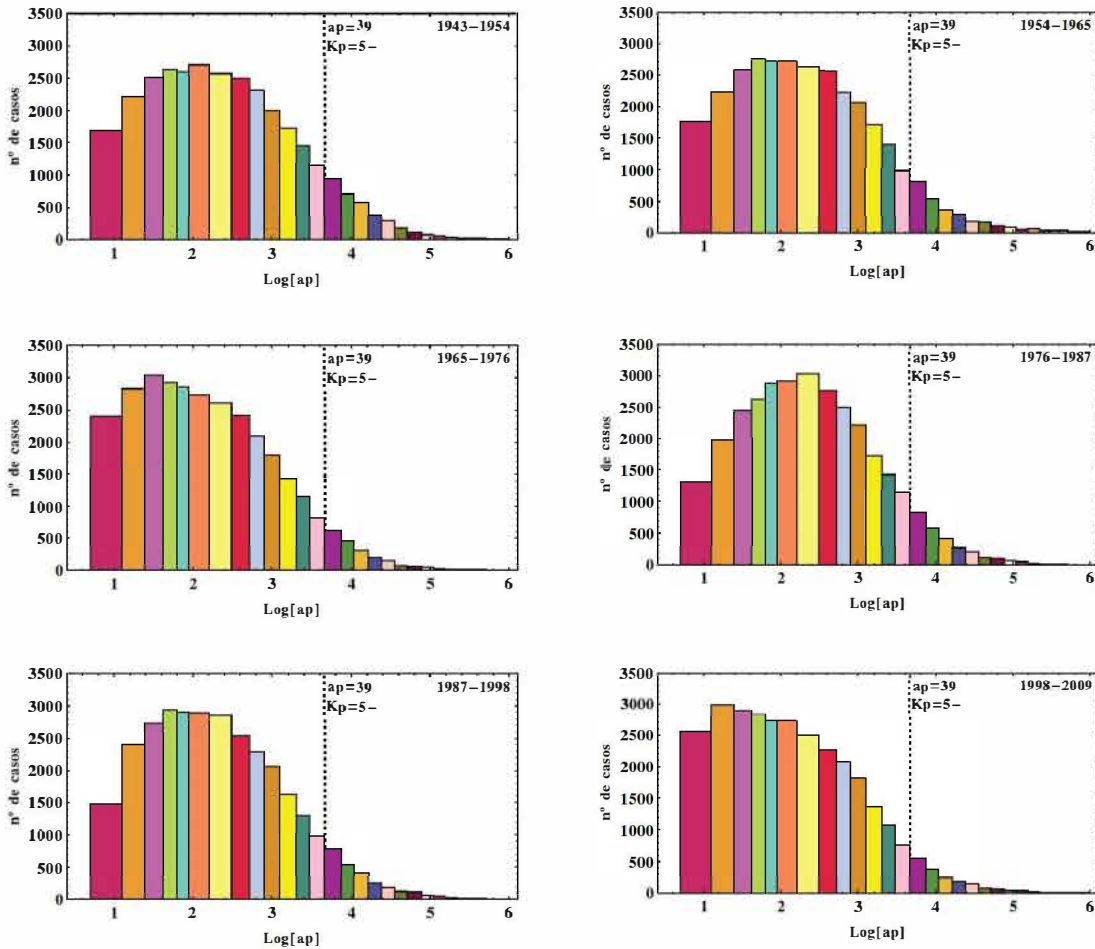 3500
ap=39 1943−1954
3000
Kp=5−
2500
2000
1500
1000
500
0
1 2 3 4 5 6
nº de casos
Log[ap]
3500
ap=39 1954−1965
3000
Kp=5−
2500
2000
1500
1000
500
0
1 2 3 4 5 6
nº de casos
Log[ap]
3500
ap=39 1965−1976
3000
Kp=5−
2500
2000
1500
1000
500
0
1 2 3 4 5 6
nº de casos
Log[ap]
3500
ap=39 1976−1987
3000
Kp=5−
2500
2000
1500
1000
500
0
1 2 3 4 5 6
nº de casos
Log[ap]
3500
ap=39 1987−1998
3000
Kp=5−
2500
2000
1500
1000
500
0
1 2 3 4 5 6
nº de casos
Log[ap]
3500
ap=39 1998−2009
3000
Kp=5−
2500
2000
1500
1000
500
0
1 2 3 4 5 6
nº de casos
Log[ap]